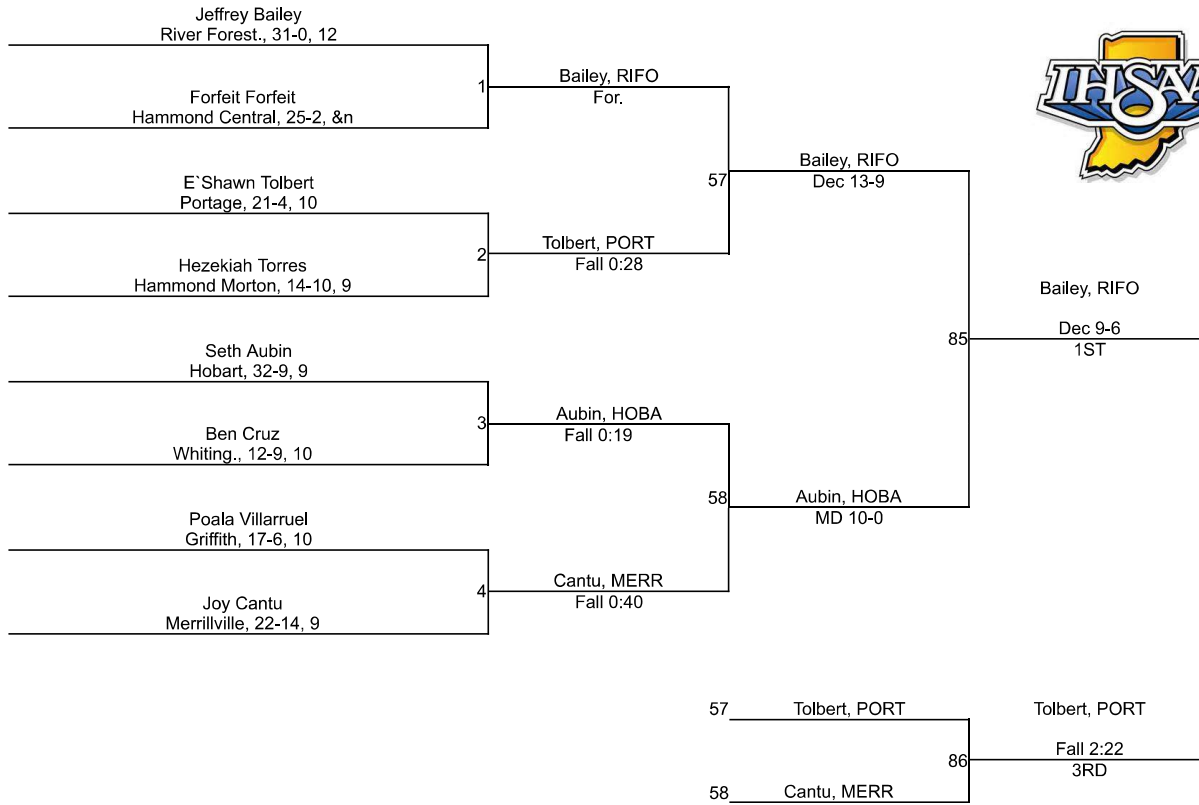 Jeffrey Bailey
River Forest., 31-0, 12
Forfeit Forfeit
Hammond Central, 25-2, &n
1
Bailey, RIFO
For.
E`Shawn Tolbert
Portage, 21-4, 10
Hezekiah Torres
Hammond Morton, 14-10, 9
2
Tolbert, PORT
Fall 0:28
57
Bailey, RIFO
Dec 13-9
Seth Aubin
Hobart, 32-9, 9
Ben Cruz
Whiting., 12-9, 10
3
Aubin, HOBA
Fall 0:19
Poala Villarruel
Griffith, 17-6, 10
Joy Cantu
Merrillville, 22-14, 9
4
Cantu, MERR
Fall 0:40
58
Aubin, HOBA
MD 10-0
85
Bailey, RIFO
Dec 9-6
1ST
57
Tolbert, PORT
58
Cantu, MERR
86
Tolbert, PORT
Fall 2:22
3RD
IHSAA